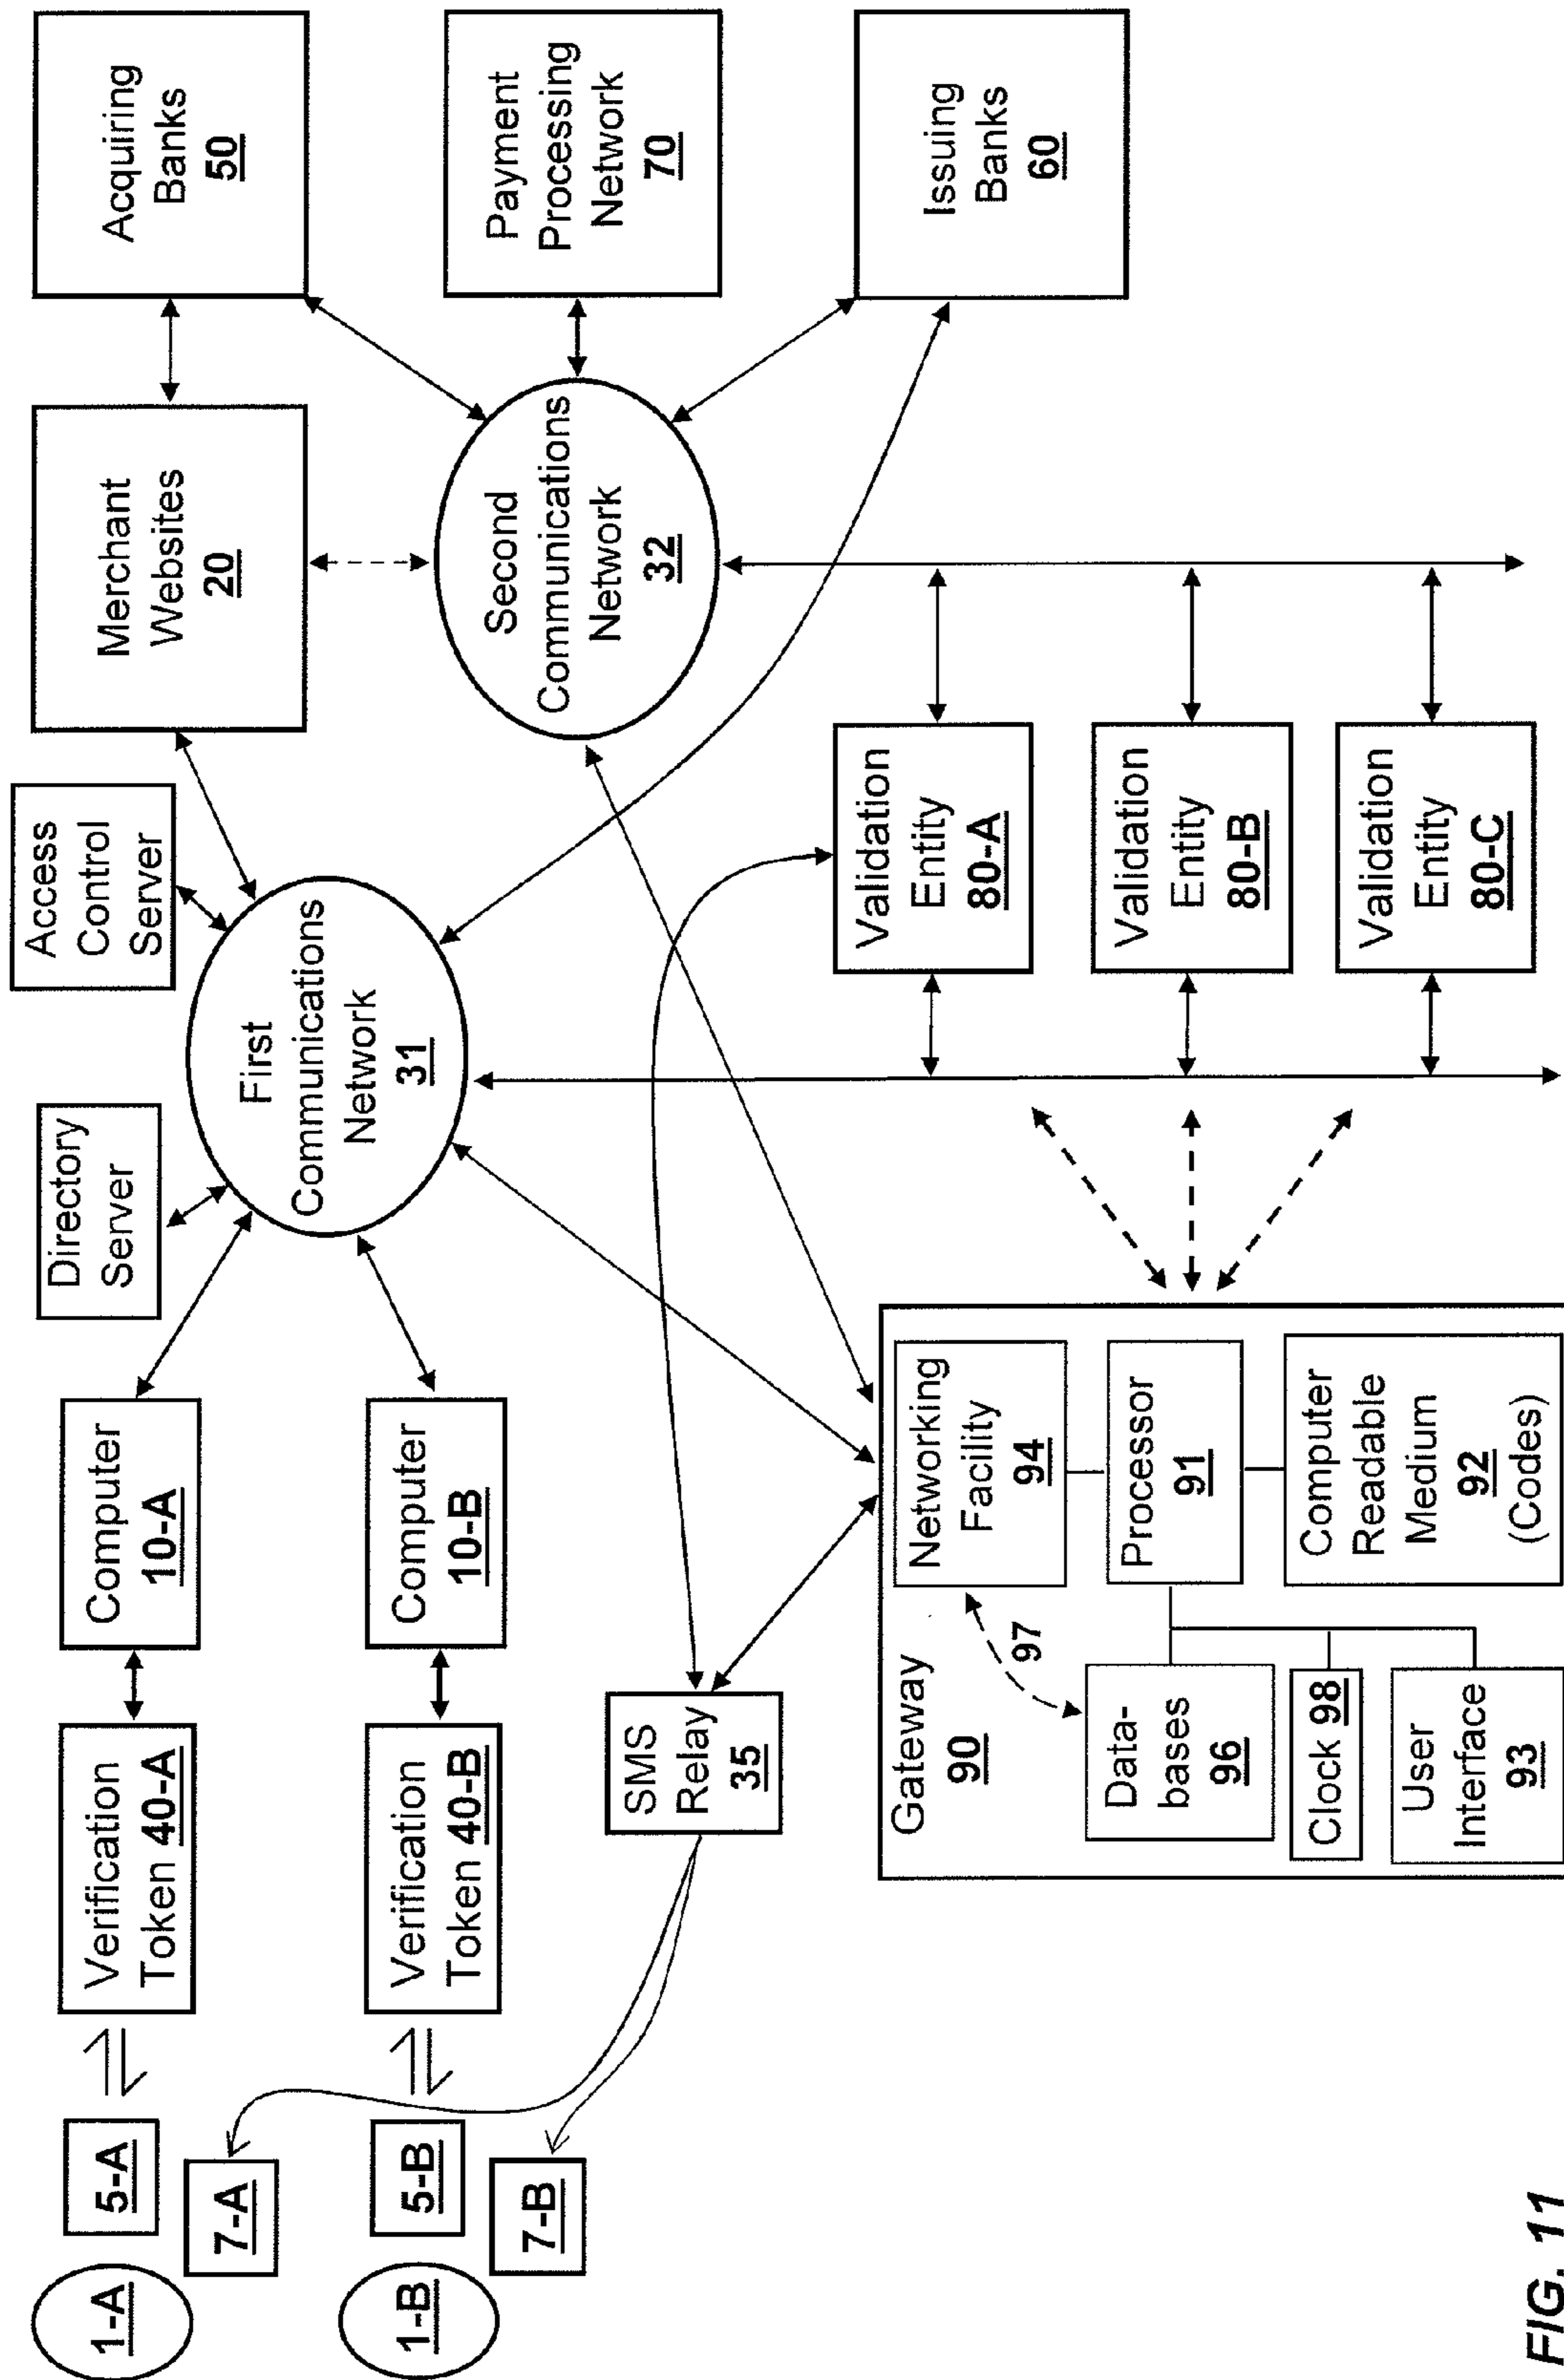 1-A
5-A
7-A
Verification
Token 40-A
Computer
10-A
Directory
Server
Access
Control
Server
Merchant
Websites
20
Acquiring
Banks
50
1-B
5-B
7-B
Verification
Token 40-B
Computer
10-B
First
Communications
Network
31
Second
Communications
Network
32
Payment
Processing
Network
70
SMS
Relay
35
Issuing
Banks
60
Gateway
90
Networking
Facility
94
97
Processor
91
Computer
Readable
Medium
92
(Codes)
Data-
bases
96
Clock 98
User
Interface
93
Validation
Entity
80-A
Validation
Entity
80-B
Validation
Entity
80-C
FIG. 11